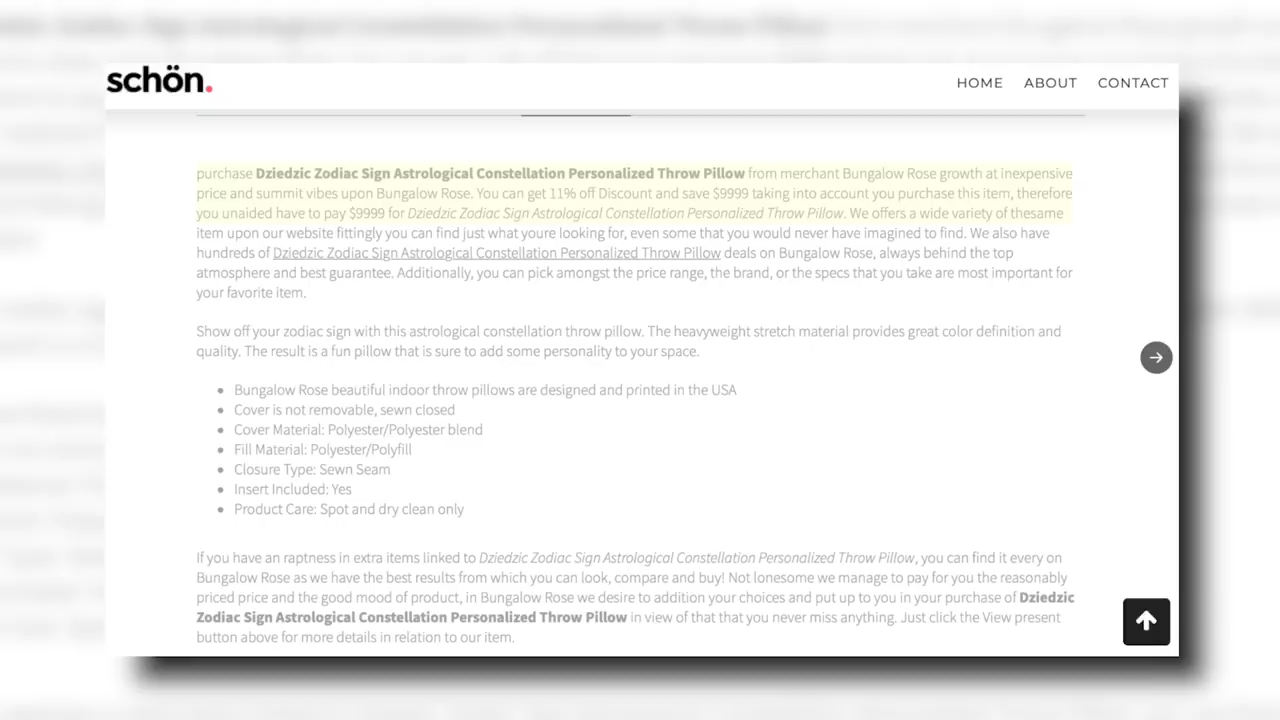 schön.
HOME ABOUT CONTACT
purchase Dziedzic Zodiac Sign Astrological Constellation Personalized Throw Pillow from merchant Bungalow Rose growth at inexpensive
price and summit vibes upon Bungalow Rose. You can get 11% off Discount and save $9999 taking into account you purchase this item, therefore
you unaided have to pay $9999 for Dziedzic Zodiac Sign Astrological Constellation Personalized Throw Pillow. We offers a wide variety of thesame
item upon our website fittingly you can find just what youre looking for, even some that you would never have imagined to find. We also have
hundreds of Dziedzic Zodiac Sign Astrological Constellation Personalized Throw Pillow deals on Bungalow Rose, always behind the top
atmosphere and best guarantee. Additionally, you can pick amongst the price range, the brand, or the specs that you take are most important for
your favorite item.
Show off your zodiac sign with this astrological constellation throw pillow. The heavyweight stretch material provides great color definition and
quality. The result is a fun pillow that is sure to add some personality to your space.
• Bungalow Rose beautiful indoor throw pillows are designed and printed in the USA
• Cover is not removable, sewn closed
• Cover Material: Polyester/Polyester blend
• Fill Material: Polyester/Polyfill
• Closure Type: Sewn Seam
• Insert Included: Yes
• Product Care: Spot and dry clean only
If you have an raptness in extra items linked to Dziedzic Zodiac Sign Astrological Constellation Personalized Throw Pillow, you can find it every on
Bungalow Rose as we have the best results from which you can look, compare and buy! Not lonesome we manage to pay for you the reasonably
priced price and the good mood of product, in Bungalow Rose we desire to addition your choices and put up to you in your purchase of Dziedzic
Zodiac Sign Astrological Constellation Personalized Throw Pillow in view of that that you never miss anything. Just click the View present
button above for more details in relation to our item.